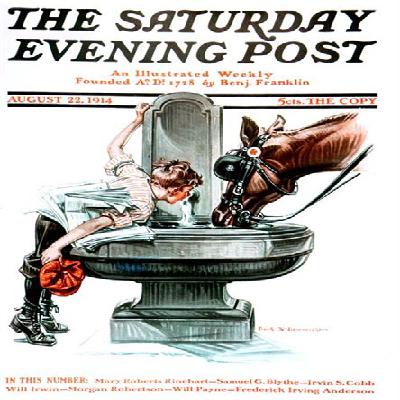 THE SATURDAY
EVENING POST
An Illustrated Weekly
Founded A° D¹ 1728 by Benj. Franklin
AUGUST 22, 1914
5cts. THE COPY
IN THIS NUMBER: Mary Roberts Rinehart—Samuel G. Blythe—Irvin S. Cobb
Will Irwin—Morgan Robertson—Will Payne—Frederick Irving Anderson